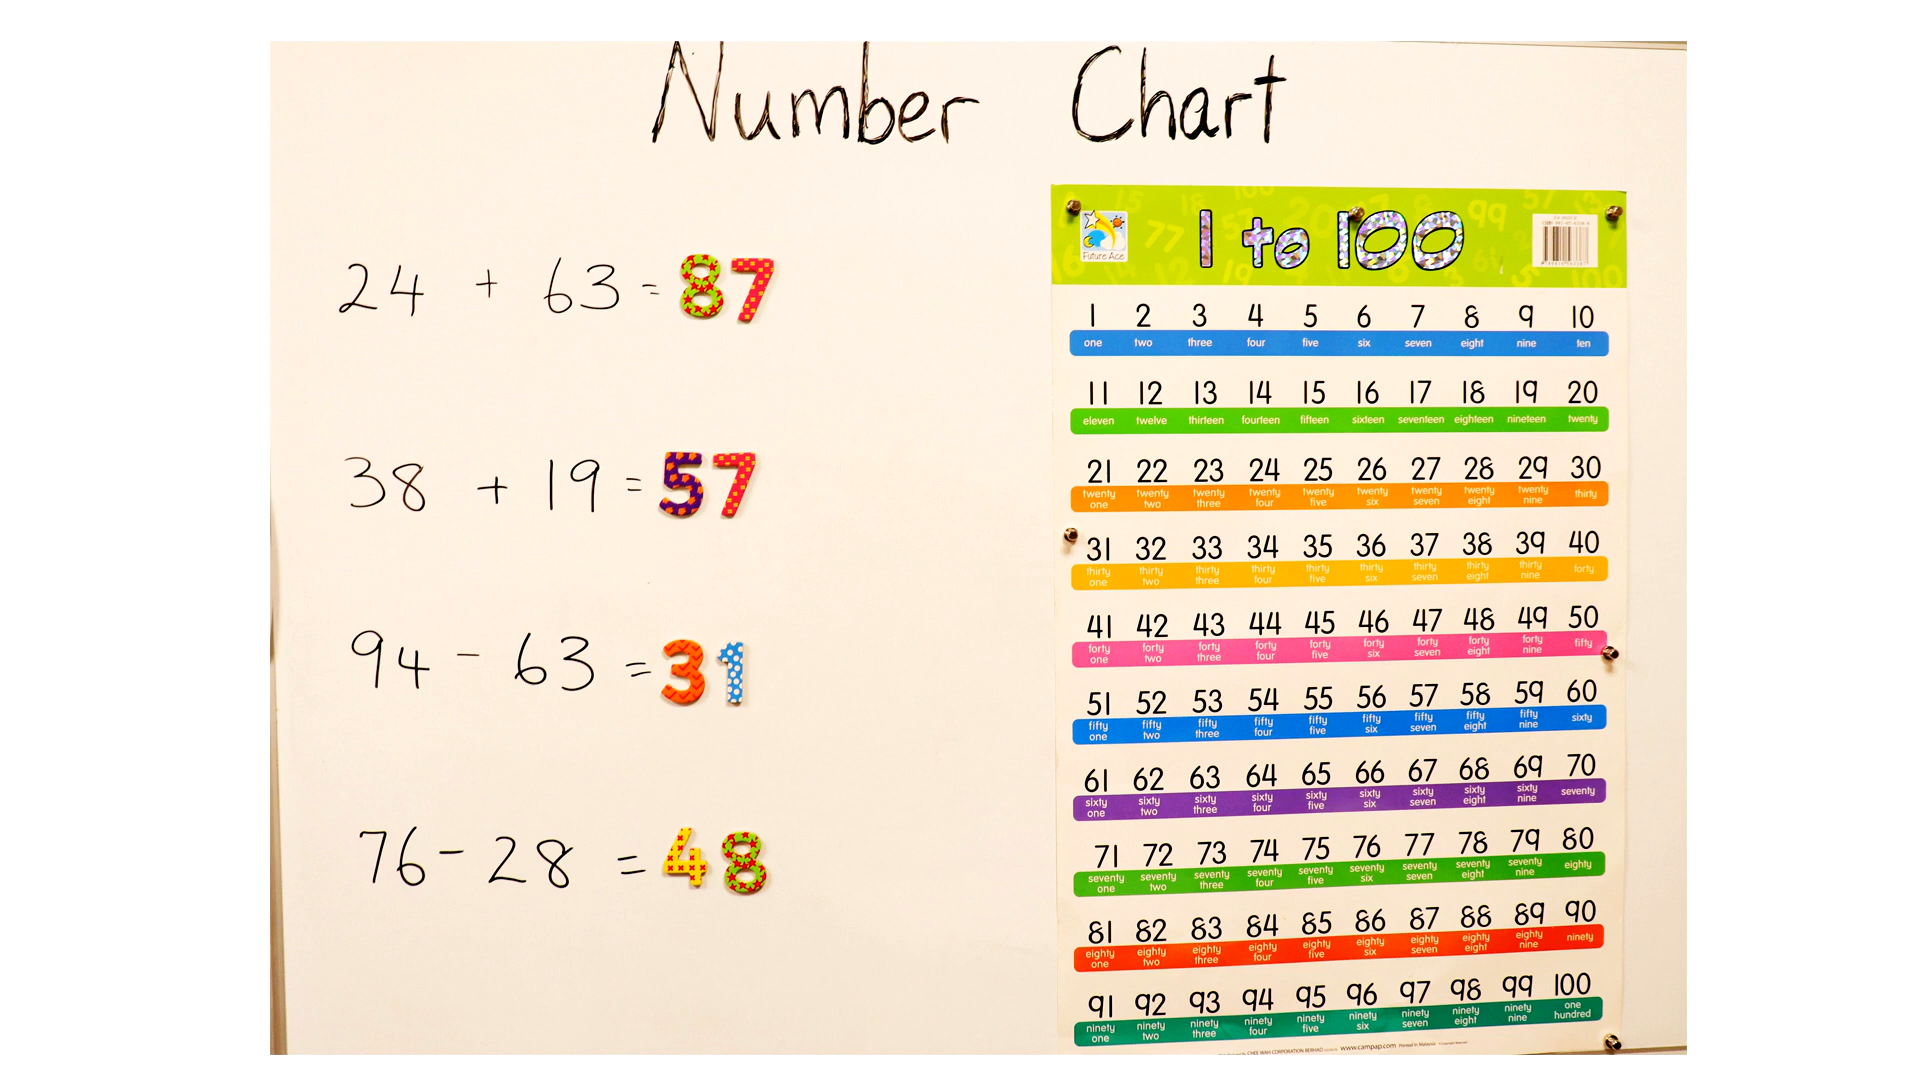 Number Chart
24 + 63 = 87
38 + 19 = 57
94 - 63 = 31
76 - 28 = 48
Future Ace
1 to 100
1 2 3 4 5 6 7 8 9 10
one two three four five six seven eight nine ten
11 12 13 14 15 16 17 18 19 20
eleven twelve thirteen fourteen fifteen sixteen seventeen eighteen nineteen twenty
21 22 23 24 25 26 27 28 29 30
twenty twenty twenty twenty twenty twenty twenty twenty twenty thirty
one two three four five six seven eight nine
31 32 33 34 35 36 37 38 39 40
thirty thirty thirty thirty thirty thirty thirty thirty thirty forty
one two three four five six seven eight nine
41 42 43 44 45 46 47 48 49 50
forty forty forty forty forty forty forty forty forty fifty
one two three four five six seven eight nine
51 52 53 54 55 56 57 58 59 60
fifty fifty fifty fifty fifty fifty fifty fifty fifty sixty
one two three four five six seven eight nine
61 62 63 64 65 66 67 68 69 70
sixty sixty sixty sixty sixty sixty sixty sixty sixty seventy
one two three four five six seven eight nine
71 72 73 74 75 76 77 78 79 80
seventy seventy seventy seventy seventy seventy seventy seventy seventy eighty
one two three four five six seven eight nine
81 82 83 84 85 86 87 88 89 90
eighty eighty eighty eighty eighty eighty eighty eighty eighty ninety
one two three four five six seven eight nine
91 92 93 94 95 96 97 98 99 100
ninety ninety ninety ninety ninety ninety ninety ninety ninety one
one two three four five six seven eight nine hundred
CHEE WAH CORPORATION BERHAD www.campap.com Printed in Malaysia